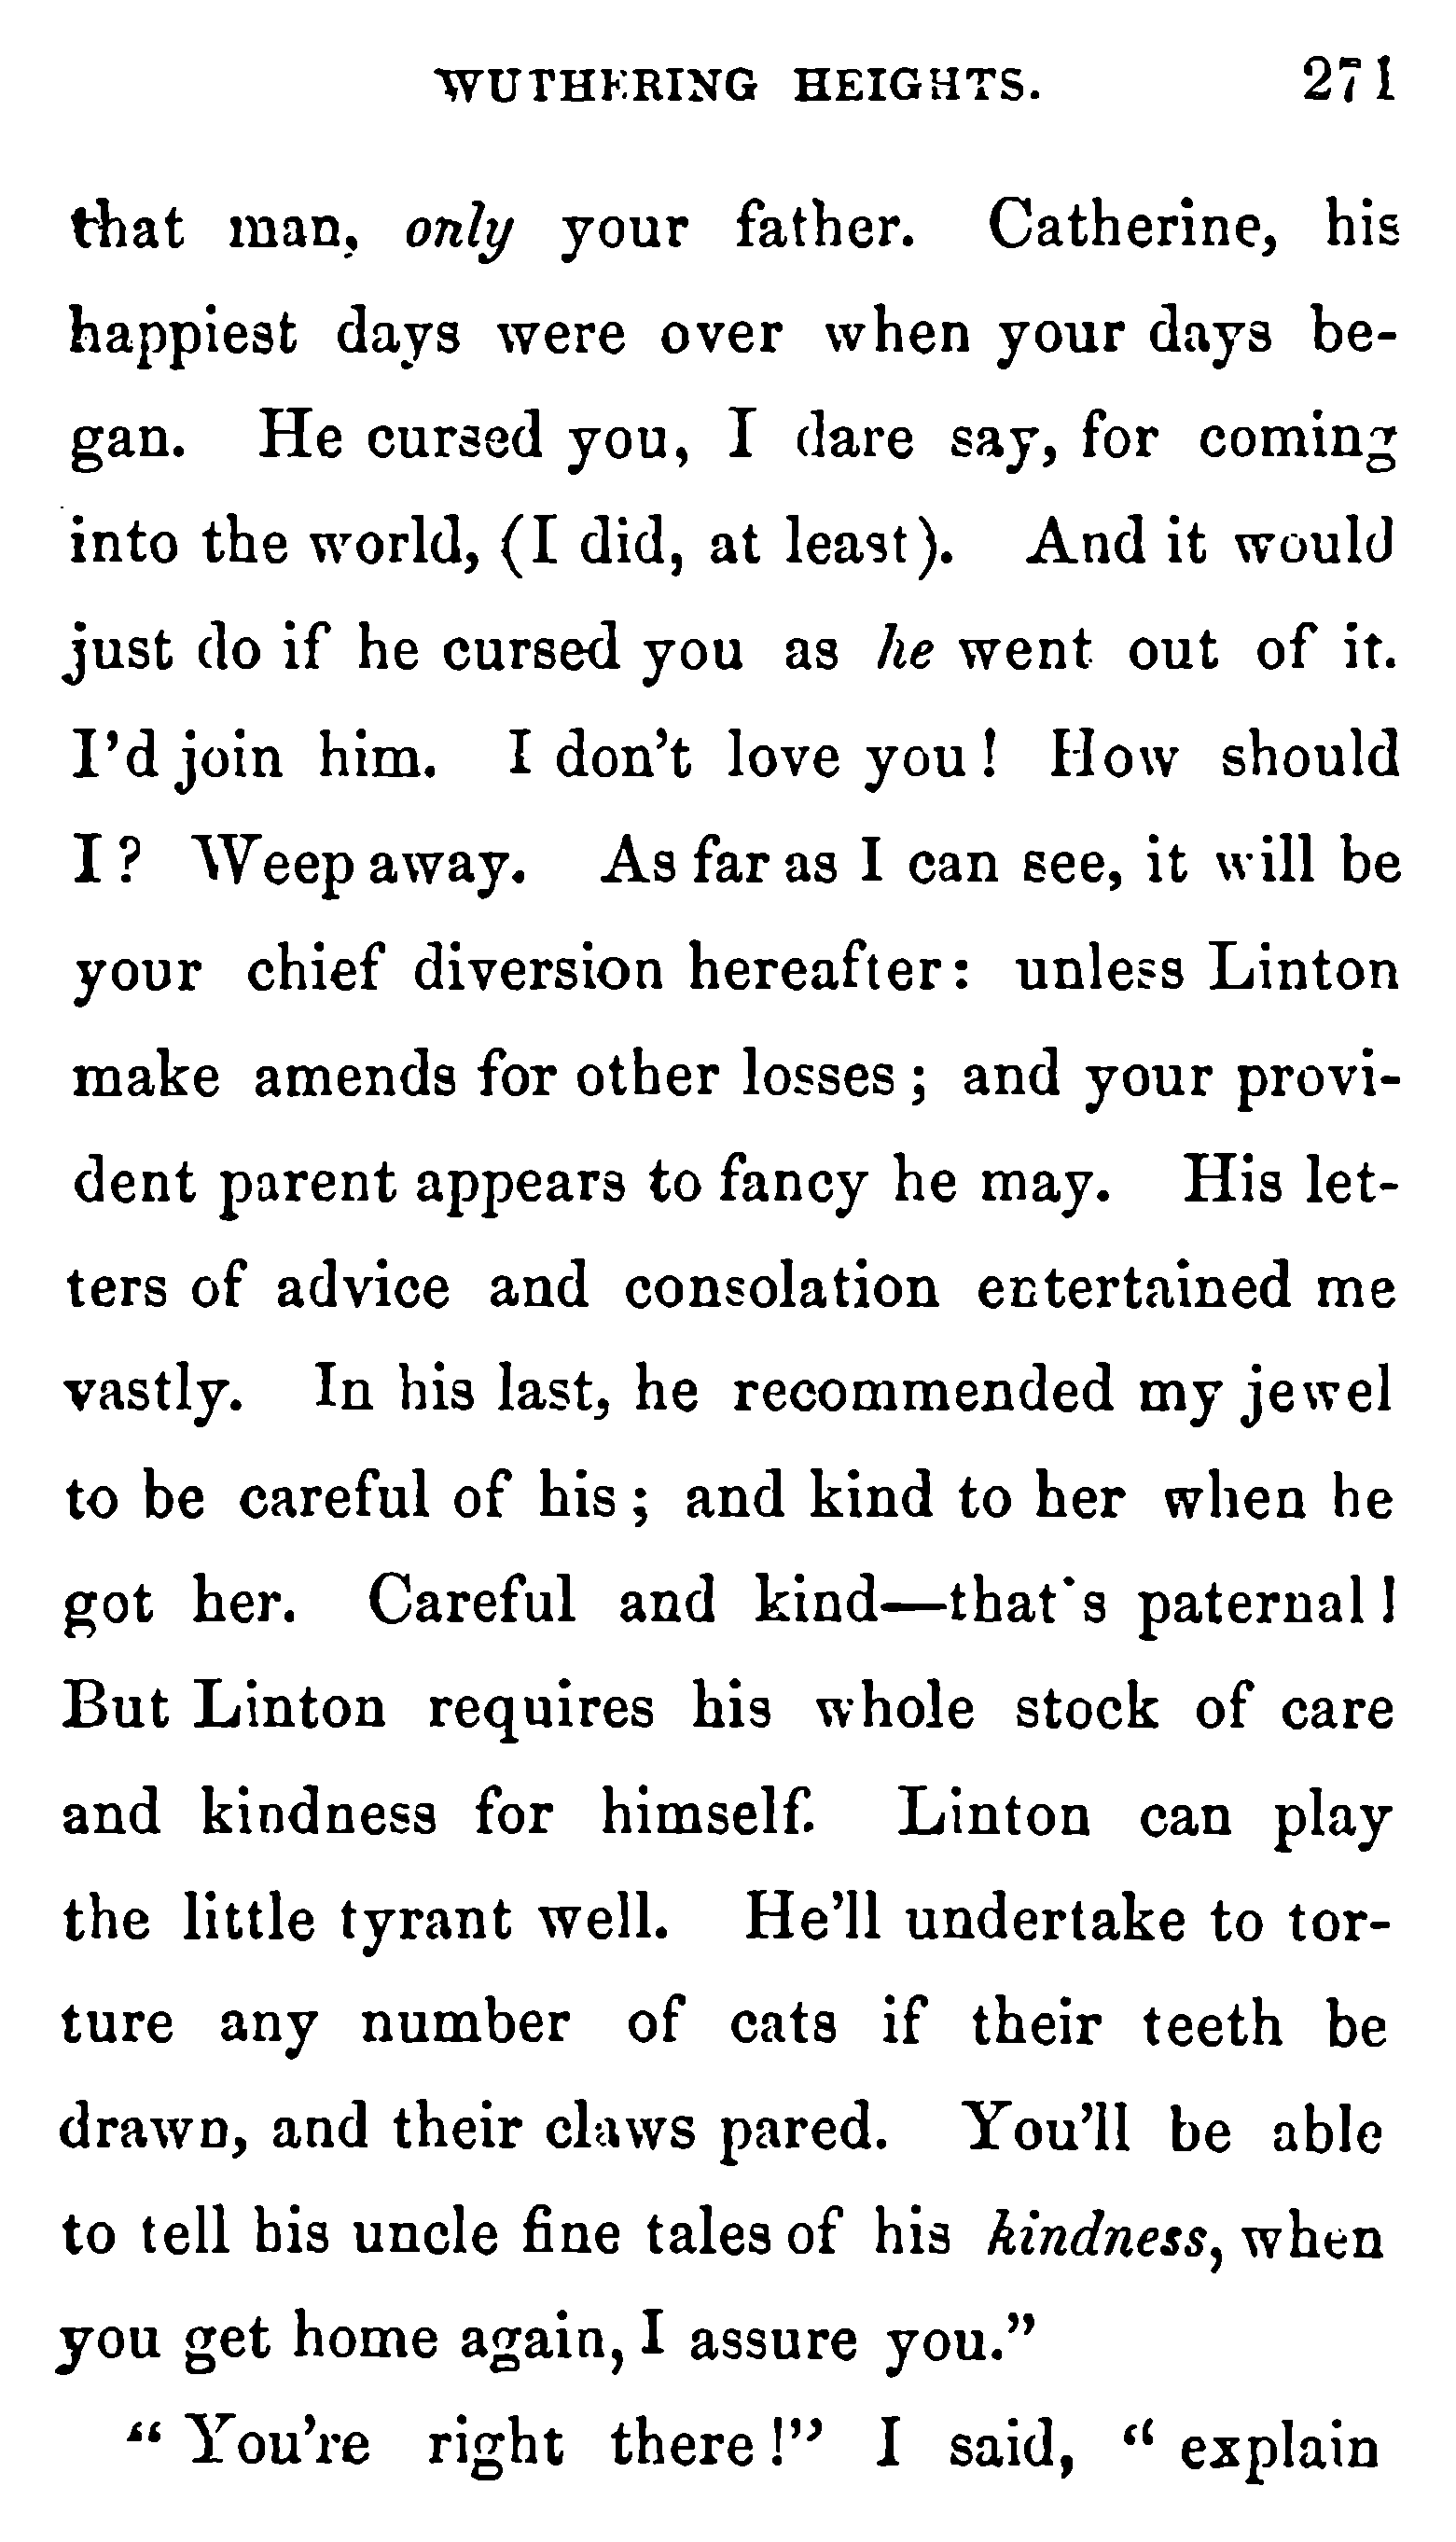 WUTHERING HEIGHTS. 271
that man, only your father. Catherine, his
happiest days were over when your days be-
gan. He cursed you, I dare say, for coming
into the world, (I did, at least). And it would
just do if he cursed you as he went out of it.
I'd join him. I don't love you! How should
I? Weep away. As far as I can see, it will be
your chief diversion hereafter: unless Linton
make amends for other losses; and your provi-
dent parent appears to fancy he may. His let-
ters of advice and consolation entertained me
vastly. In his last, he recommended my jewel
to be careful of his; and kind to her when he
got her. Careful and kind—that's paternal!
But Linton requires his whole stock of care
and kindness for himself. Linton can play
the little tyrant well. He'll undertake to tor-
ture any number of cats if their teeth be
drawn, and their claws pared. You'll be able
to tell his uncle fine tales of his kindness, when
you get home again, I assure you."
"You're right there!" I said, "explain